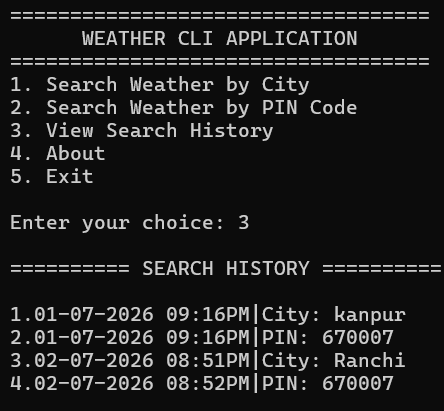 ===================================
WEATHER CLI APPLICATION
===================================
1. Search Weather by City
2. Search Weather by PIN Code
3. View Search History
4. About
5. Exit
Enter your choice: 3
========== SEARCH HISTORY ==========
1.01-07-2026 09:16PM|City: kanpur
2.01-07-2026 09:16PM|PIN: 670007
3.02-07-2026 08:51PM|City: Ranchi
4.02-07-2026 08:52PM|PIN: 670007